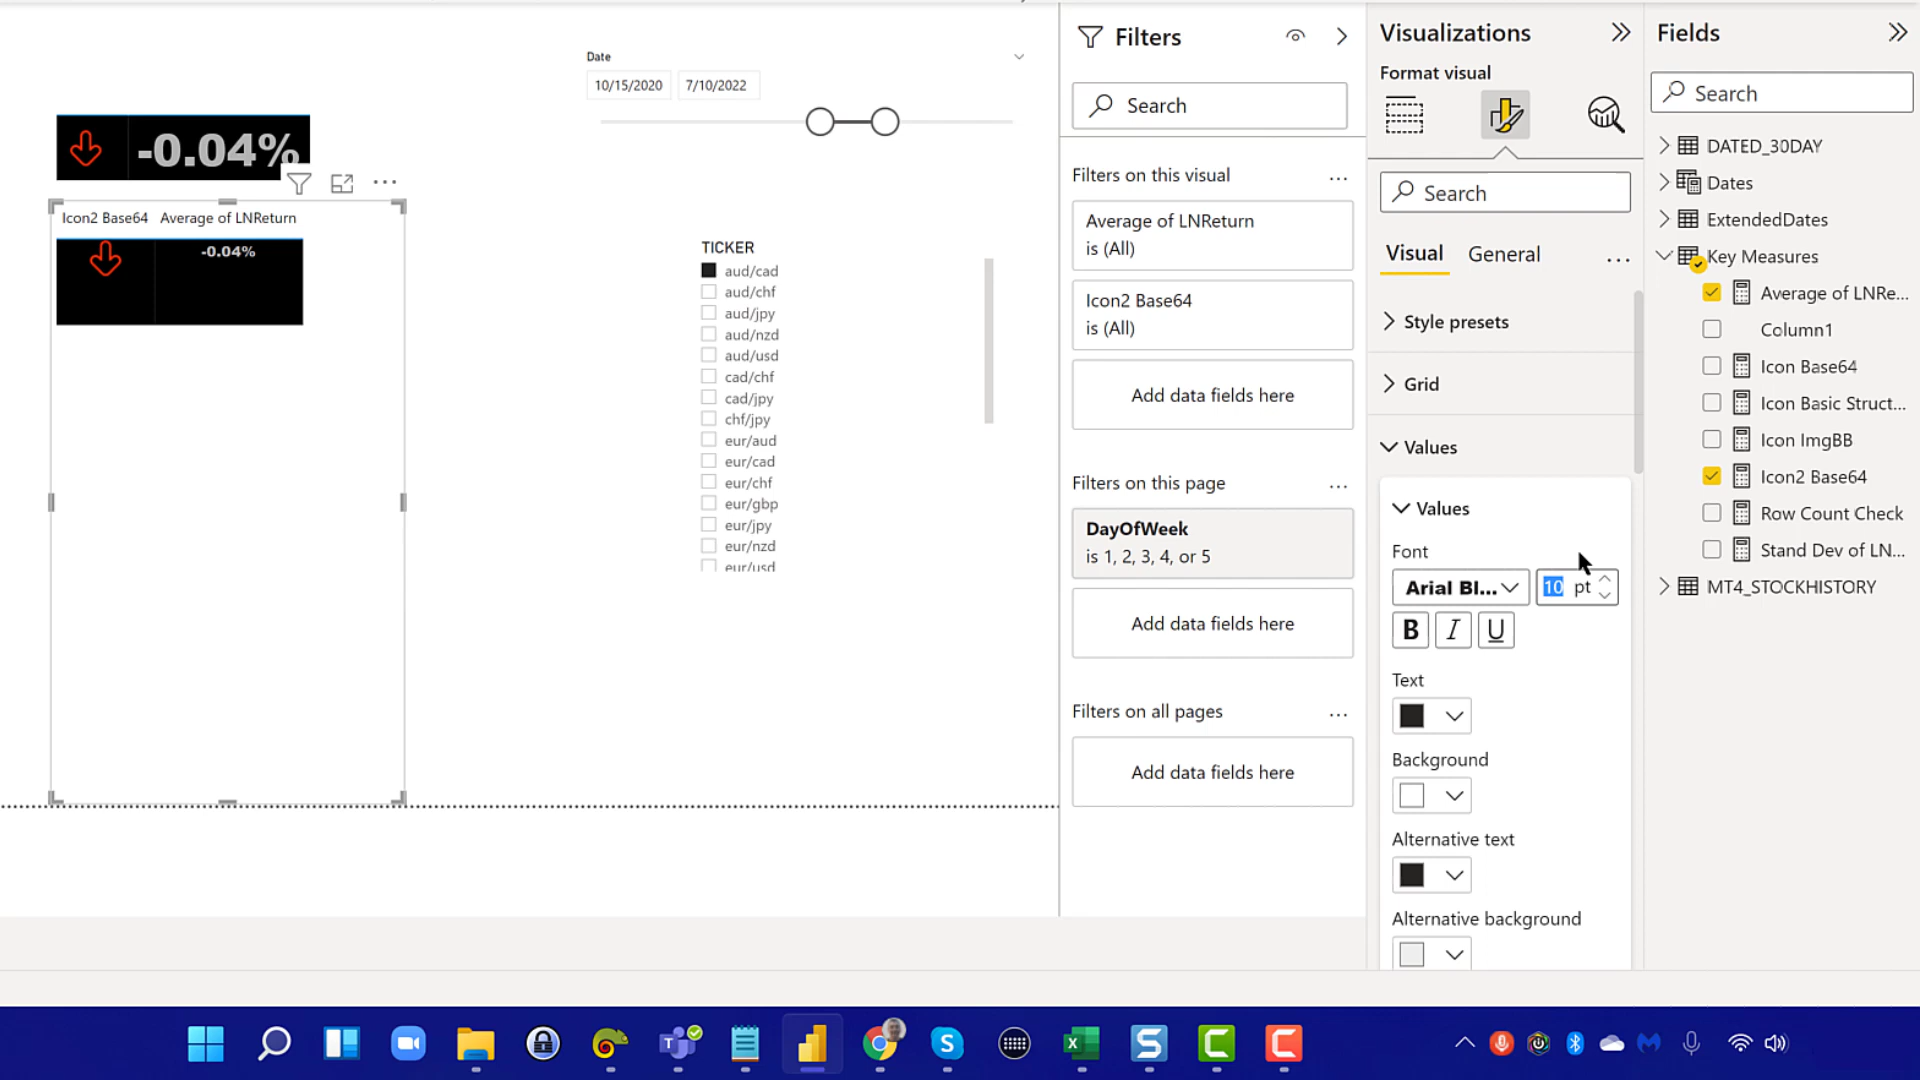 Date
10/15/2020 7/10/2022
-0.04%
Icon2 Base64 Average of LNReturn
-0.04%
TICKER
aud/cad
aud/chf
aud/jpy
aud/nzd
aud/usd
cad/chf
cad/jpy
chf/jpy
eur/aud
eur/cad
eur/chf
eur/gbp
eur/jpy
eur/nzd
eur/usd
Filters
Search
Filters on this visual ...
Average of LNReturn
is (All)
Icon2 Base64
is (All)
Add data fields here
Filters on this page ...
DayOfWeek
is 1, 2, 3, 4, or 5
Add data fields here
Filters on all pages ...
Add data fields here
Visualizations
Format visual
Search
Visual General ...
Style presets
Grid
Values
Values
Font
Arial Bl... 10 pt
B I U
Text
Background
Alternative text
Alternative background
Fields
Search
DATED_30DAY
Dates
ExtendedDates
Key Measures
Average of LNRe...
Column1
Icon Base64
Icon Basic Struct...
Icon ImgBB
Icon2 Base64
Row Count Check
Stand Dev of LN...
MT4_STOCKHISTORY